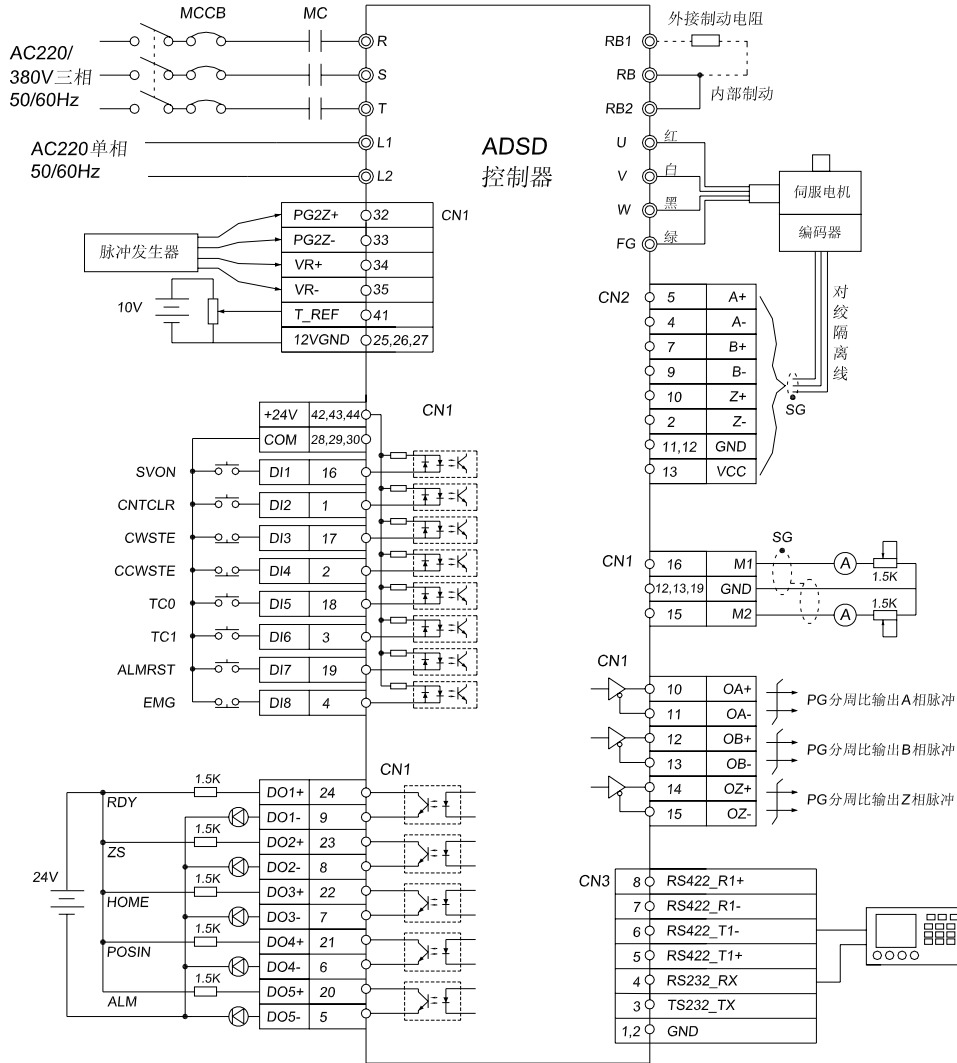 MCCB
MC
AC220/
380V三相
50/60Hz
R
S
T
AC220单相
50/60Hz
L1
L2
ADSD
控制器
外接制动电阻
RB1
RB
RB2
内部制动
U 红
V 白
W 黑
FG 绿
伺服电机
编码器
对绞隔离线
SG
CN1
脉冲发生器
10V
PG2Z+ 32
PG2Z- 33
VR+ 34
VR- 35
T_REF 41
12VGND 25,26,27
CN2
5 A+
4 A-
7 B+
9 B-
10 Z+
2 Z-
11,12 GND
13 VCC
CN1
+24V 42,43,44
COM 28,29,30
SVON DI1 16
CNTCLR DI2 1
CWSTE DI3 17
CCWSTE DI4 2
TC0 DI5 18
TC1 DI6 3
ALMRST DI7 19
EMG DI8 4
CN1
SG
16 M1 A 1.5K
12,13,19 GND
15 M2 A 1.5K
CN1
10 OA+
11 OA-
PG分周比输出A相脉冲
12 OB+
13 OB-
PG分周比输出B相脉冲
14 OZ+
15 OZ-
PG分周比输出Z相脉冲
CN1
24V
RDY 1.5K DO1+ 24
DO1- 9
ZS 1.5K DO2+ 23
DO2- 8
HOME 1.5K DO3+ 22
DO3- 7
POSIN 1.5K DO4+ 21
DO4- 6
ALM 1.5K DO5+ 20
DO5- 5
CN3
8 RS422_R1+
7 RS422_R1-
6 RS422_T1-
5 RS422_T1+
4 RS232_RX
3 TS232_TX
1,2 GND